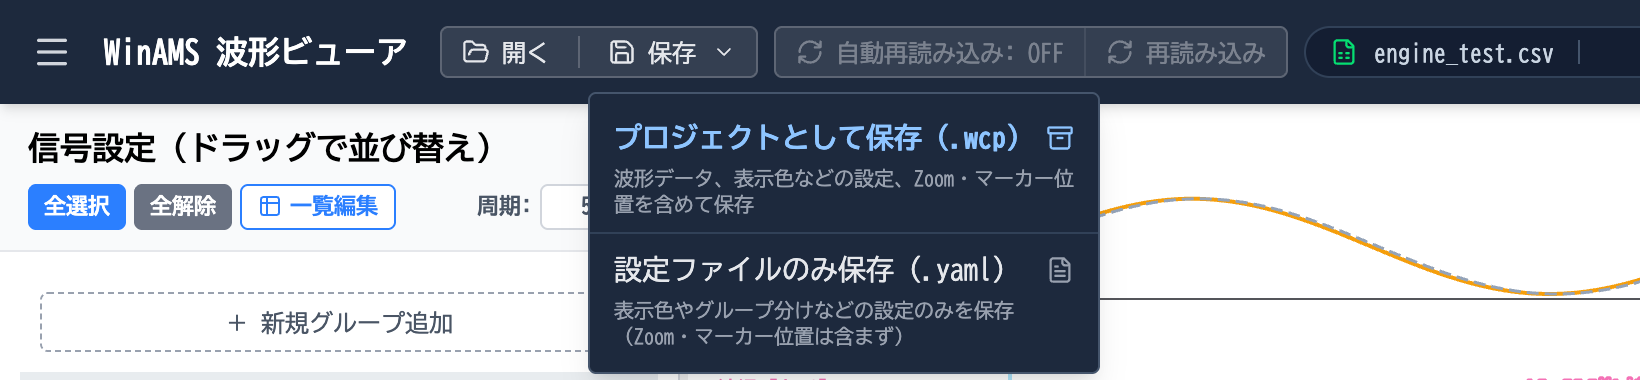 WinAMS 波形ビューア
開く
保存
自動再読み込み: OFF
再読み込み
engine_test.csv
信号設定（ドラッグで並び替え）
全選択
全解除
一覧編集
周期:
5
+ 新規グループ追加
プロジェクトとして保存（.wcp）
波形データ、表示色などの設定、Zoom・マーカー位
置を含めて保存
設定ファイルのみ保存（.yaml）
表示色やグループ分けなどの設定のみを保存
（Zoom・マーカー位置は含まず）